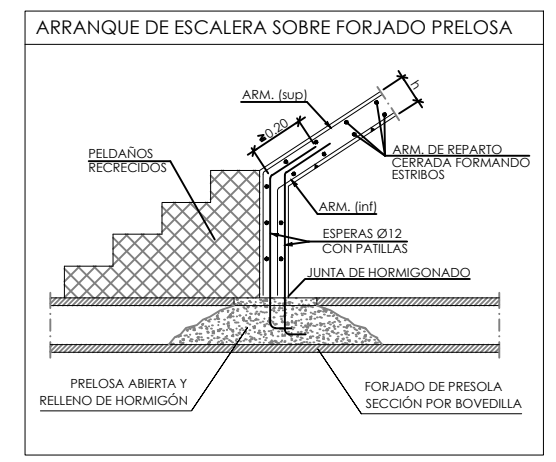 ARRANQUE DE ESCALERA SOBRE FORJADO PRELOSA
ARM. (sup)
h
≥0.20
PELDAÑOS
RECRECIDOS
ARM. DE REPARTO
CERRADA FORMANDO
ESTRIBOS
ARM. (inf)
ESPERAS Ø12
CON PATILLAS
JUNTA DE HORMIGONADO
PRELOSA ABIERTA Y
RELLENO DE HORMIGÓN
FORJADO DE PRESOLA
SECCIÓN POR BOVEDILLA